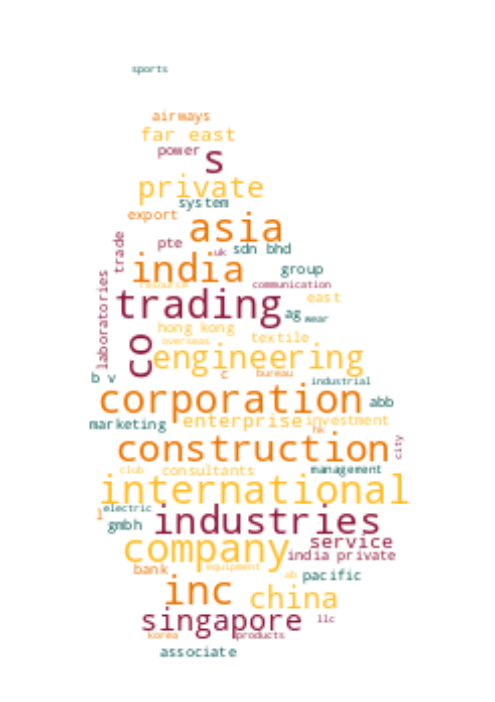 sports
airways
far east
power
s
private
system
export
asia
trade
pte
uk
sdn bhd
india
group
laboratories
resource
communication
east
trading
ag
wear
hong kong
co
overseas
textile
engineering
b v
c
bureau
industrial
corporation
abb
marketing
enterprise
investment
hk
construction
city
club
consultants
management
international
l
electric
gmbh
industries
company
service
india private
bank
equipment
ab
pacific
inc
china
singapore
llc
korea
products
associate